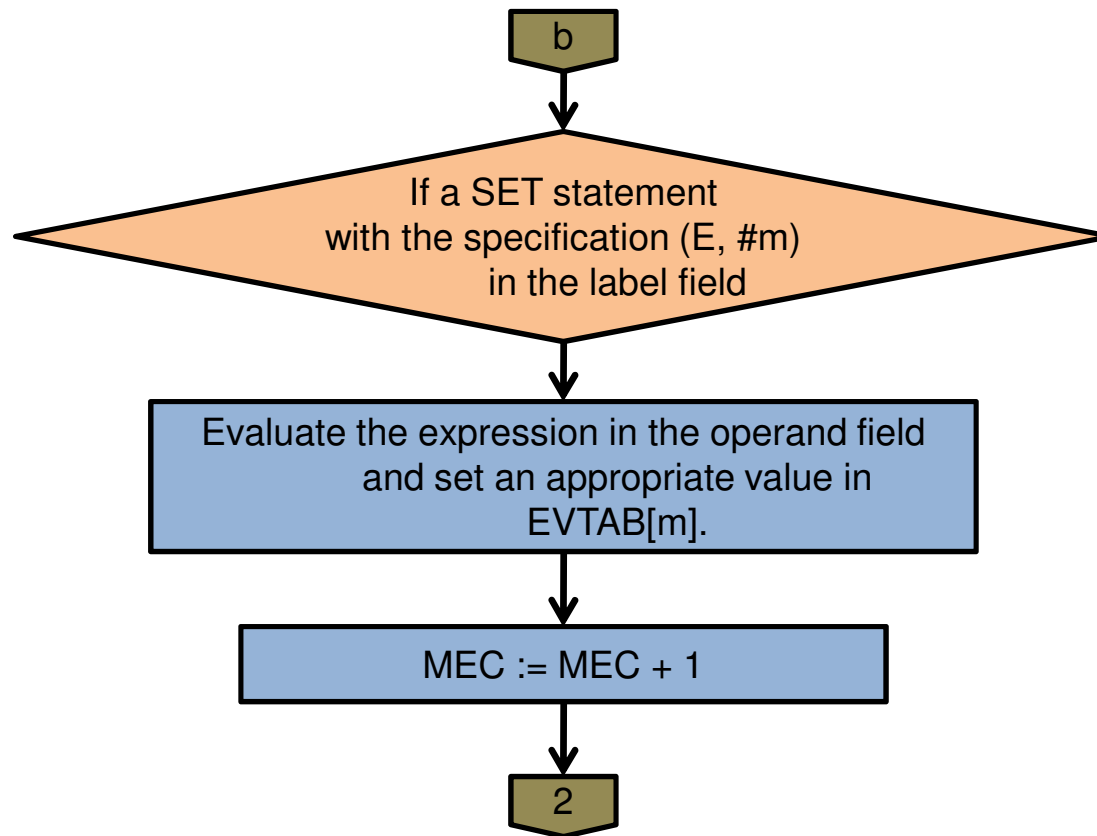 b
If a SET statement
with the specification (E, #m)
in the label field
Evaluate the expression in the operand field
and set an appropriate value in
EVTAB[m].
MEC := MEC + 1
2